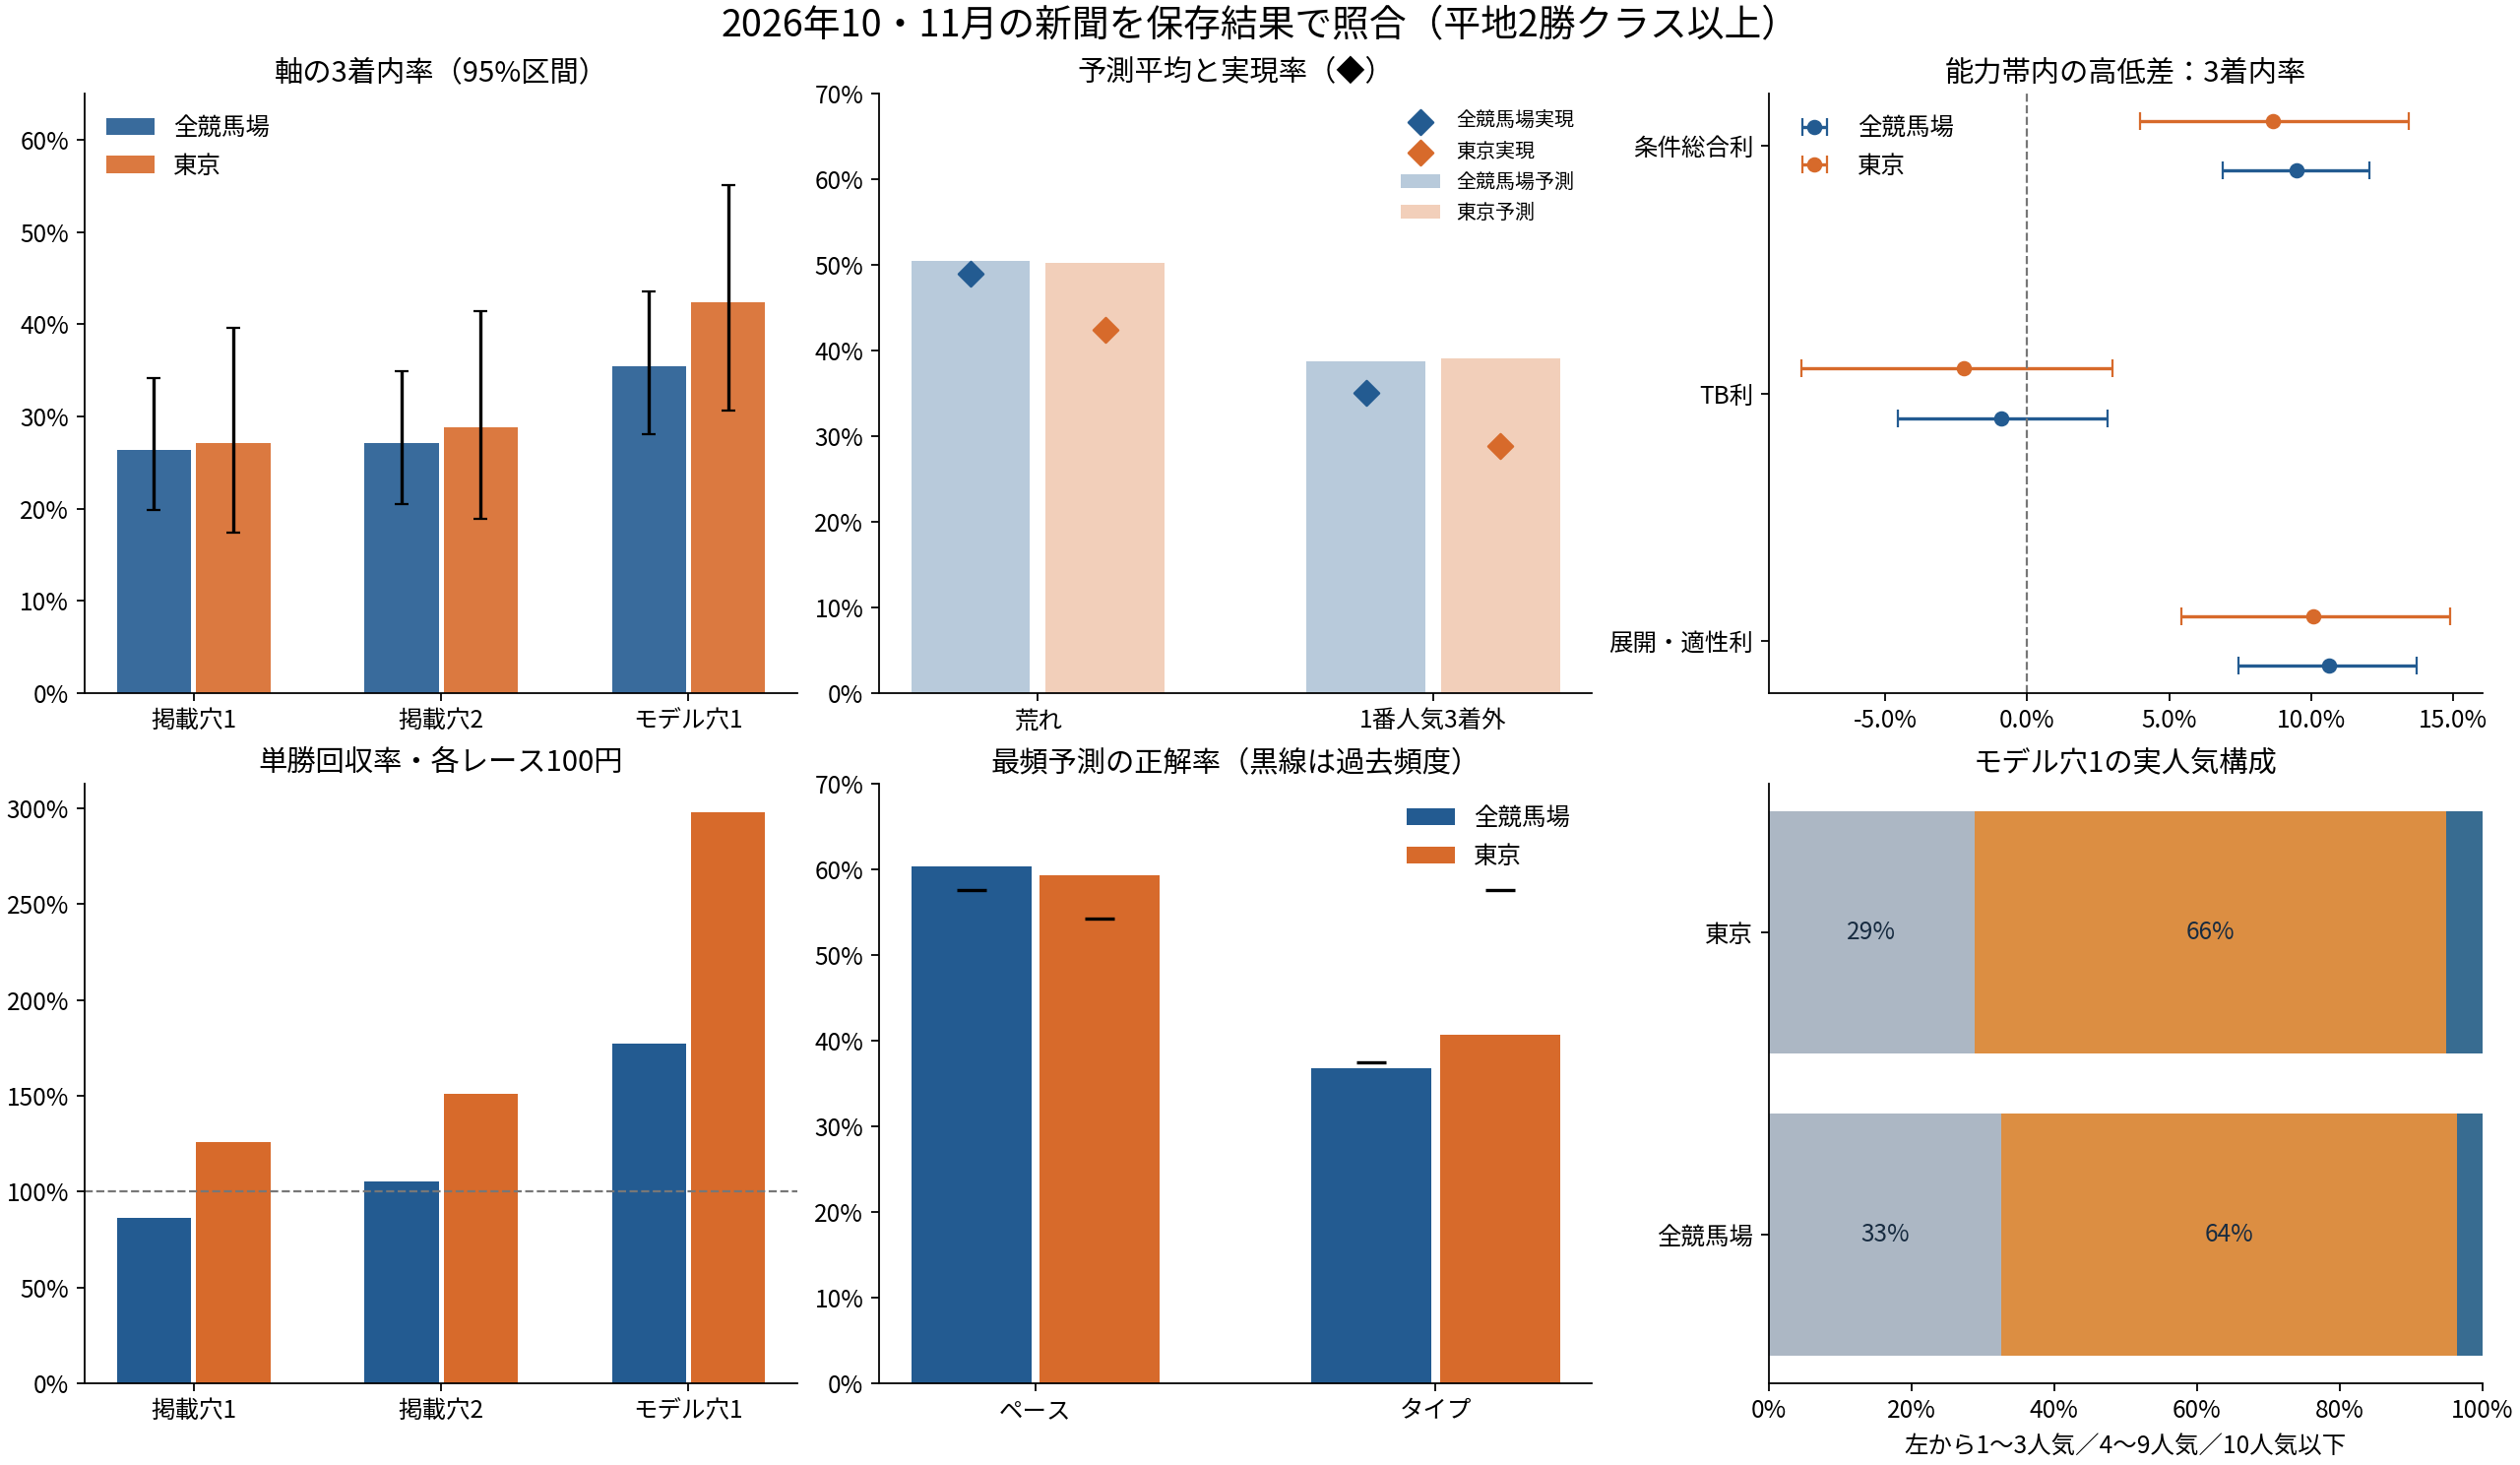 2026年10・11月の新聞を保存結果で照合（平地2勝クラス以上）
軸の3着内率（95%区間）
60%
50%
40%
30%
20%
10%
0%
全競馬場
東京
掲載穴1
掲載穴2
モデル穴1
予測平均と実現率（◆）
70%
60%
50%
40%
30%
20%
10%
0%
全競馬場実現
東京実現
全競馬場予測
東京予測
荒れ
1番人気3着外
能力帯内の高低差：3着内率
条件総合利
TB利
展開・適性利
全競馬場
東京
-5.0%
0.0%
5.0%
10.0%
15.0%
単勝回収率・各レース100円
300%
250%
200%
150%
100%
50%
0%
掲載穴1
掲載穴2
モデル穴1
最頻予測の正解率（黒線は過去頻度）
70%
60%
50%
40%
30%
20%
10%
0%
全競馬場
東京
ペース
タイプ
モデル穴1の実人気構成
東京
29%
66%
全競馬場
33%
64%
0%
20%
40%
60%
80%
100%
左から1〜3人気／4〜9人気／10人気以下